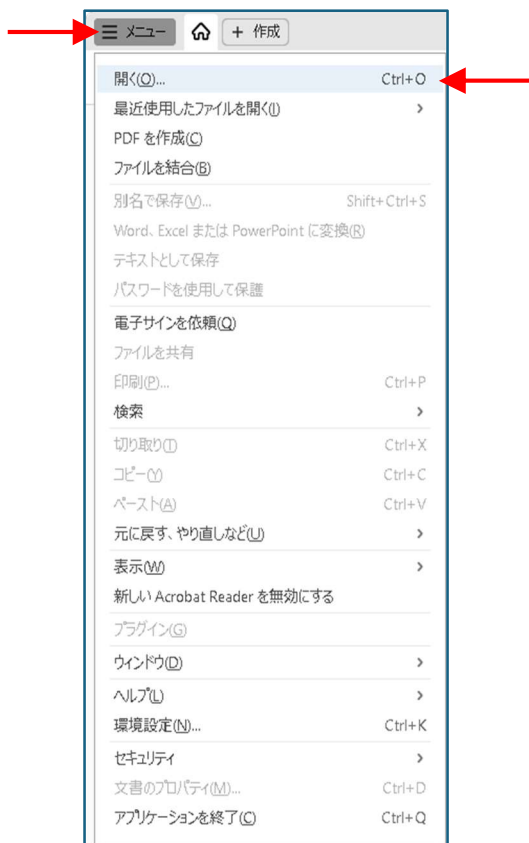 ☰ メニュー ＋ 作成
開く(O)... Ctrl+O
最近使用したファイルを開く(I) >
PDF を作成(C)
ファイルを結合(B)
別名で保存(V)... Shift+Ctrl+S
Word、Excel または PowerPoint に変換(R)
テキストとして保存
パスワードを使用して保護
電子サインを依頼(Q)
ファイルを共有
印刷(P)... Ctrl+P
検索 >
切り取り(T) Ctrl+X
コピー(Y) Ctrl+C
ペースト(A) Ctrl+V
元に戻す、やり直しなど(U) >
表示(W) >
新しい Acrobat Reader を無効にする
プラグイン(G)
ウィンドウ(D) >
ヘルプ(L) >
環境設定(N)... Ctrl+K
セキュリティ >
文書のプロパティ(M)... Ctrl+D
アプリケーションを終了(C) Ctrl+Q